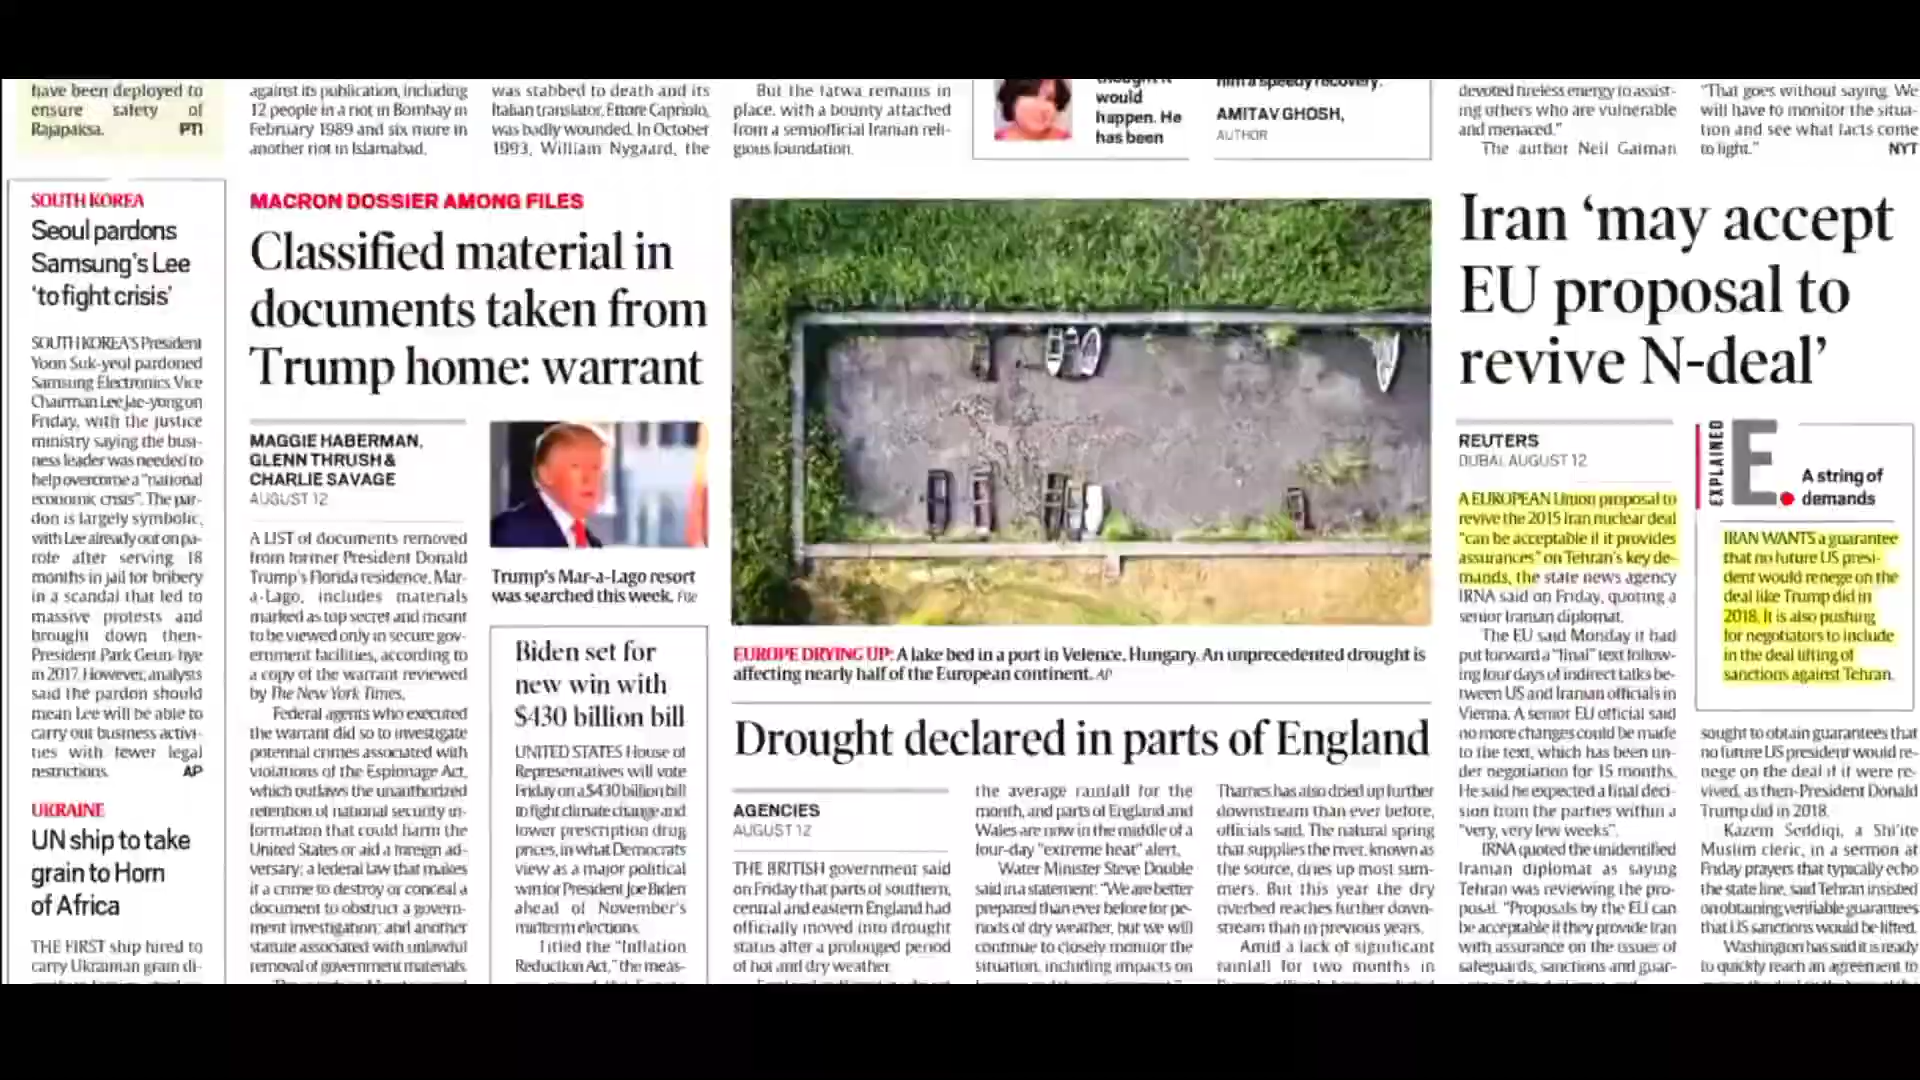 have been deployed to
ensure safety of
Rajapaksa. PTI
SOUTH KOREA
Seoul pardons
Samsung's Lee
'to fight crisis'
SOUTH KOREA'S President
Yoon Suk-yeol pardoned
Samsung Electronics Vice
Chairman Lee Jae-yong on
Friday, with the justice
ministry saying the busi-
ness leader was needed to
help overcome a "national
economic crisis". The par-
don is largely symbolic,
with Lee already out on pa-
role after serving 18
months in jail for bribery
in a scandal that led to
massive protests and
brought down then-
President Park Geun-hye
in 2017. However, analysts
said the pardon should
mean Lee will be able to
carry out business activi-
ties with fewer legal
restrictions. AP
UKRAINE
UN ship to take
grain to Horn
of Africa
THE FIRST ship hired to
carry Ukrainian grain di-
against its publication, including
12 people in a riot in Bombay in
February 1989 and six more in
another riot in Islamabad.
was stabbed to death and its
Italian translator, Ettore Capriolo,
was badly wounded. In October
1993, William Nygaard, the
But the fatwa remains in
place, with a bounty attached
from a semiofficial Iranian reli-
gious foundation.
thought it
would
happen. He
has been
him a speedy recovery.
AMITAV GHOSH,
AUTHOR
devoted tireless energy to assist-
ing others who are vulnerable
and menaced."
The author Neil Gaiman
"That goes without saying. We
will have to monitor the situa-
tion and see what facts come
to light." NYT
MACRON DOSSIER AMONG FILES
Classified material in
documents taken from
Trump home: warrant
MAGGIE HABERMAN,
GLENN THRUSH &
CHARLIE SAVAGE
AUGUST 12
A LIST of documents removed
from former President Donald
Trump's Florida residence, Mar-
a-Lago, includes materials
marked as top secret and meant
to be viewed only in secure gov-
ernment facilities, according to
a copy of the warrant reviewed
by The New York Times.
Federal agents who executed
the warrant did so to investigate
potential crimes associated with
violations of the Espionage Act,
which outlaws the unauthorized
retention of national security in-
formation that could harm the
United States or aid a foreign ad-
versary; a federal law that makes
it a crime to destroy or conceal a
document to obstruct a govern-
ment investigation; and another
statute associated with unlawful
removal of government materials.
Trump's Mar-a-Lago resort
was searched this week. File
Biden set for
new win with
$430 billion bill
UNITED STATES House of
Representatives will vote
Friday on a $430 billion bill
to fight climate change and
lower prescription drug
prices, in what Democrats
view as a major political
win for President Joe Biden
ahead of November's
midterm elections.
Titled the "Inflation
Reduction Act," the meas-
EUROPE DRYING UP: A lake bed in a port in Velence, Hungary. An unprecedented drought is
affecting nearly half of the European continent. AP
Drought declared in parts of England
AGENCIES
AUGUST 12
THE BRITISH government said
on Friday that parts of southern,
central and eastern England had
officially moved into drought
status after a prolonged period
of hot and dry weather.
the average rainfall for the
month, and parts of England and
Wales are now in the middle of a
four-day "extreme heat" alert.
Water Minister Steve Double
said in a statement: "We are better
prepared than ever before for pe-
riods of dry weather, but we will
continue to closely monitor the
situation, including impacts on
Thames has also dried up further
downstream than ever before,
officials said. The natural spring
that supplies the river, known as
the source, dries up most sum-
mers. But this year the dry
riverbed reaches further down-
stream than in previous years.
Amid a lack of significant
rainfall for two months in
Iran 'may accept
EU proposal to
revive N-deal'
REUTERS
DUBAI, AUGUST 12
A EUROPEAN Union proposal to
revive the 2015 Iran nuclear deal
"can be acceptable if it provides
assurances" on Tehran's key de-
mands, the state news agency
IRNA said on Friday, quoting a
senior Iranian diplomat.
The EU said Monday it had
put forward a "final" text follow-
ing four days of indirect talks be-
tween US and Iranian officials in
Vienna. A senior EU official said
no more changes could be made
to the text, which has been un-
der negotiation for 15 months.
He said he expected a final deci-
sion from the parties within a
"very, very few weeks".
IRNA quoted the unidentified
Iranian diplomat as saying
Tehran was reviewing the pro-
posal. "Proposals by the EU can
be acceptable if they provide Iran
with assurance on the issues of
safeguards, sanctions and guar-
EXPLAINED
E.
A string of
demands
IRAN WANTS a guarantee
that no future US presi-
dent would renege on the
deal like Trump did in
2018. It is also pushing
for negotiators to include
in the deal lifting of
sanctions against Tehran.
sought to obtain guarantees that
no future US president would re-
nege on the deal if it were re-
vived, as then-President Donald
Trump did in 2018.
Kazem Seddiqi, a Shi'ite
Muslim cleric, in a sermon at
Friday prayers that typically echo
the state line, said Tehran insisted
on obtaining verifiable guarantees
that US sanctions would be lifted.
Washington has said it is ready
to quickly reach an agreement to